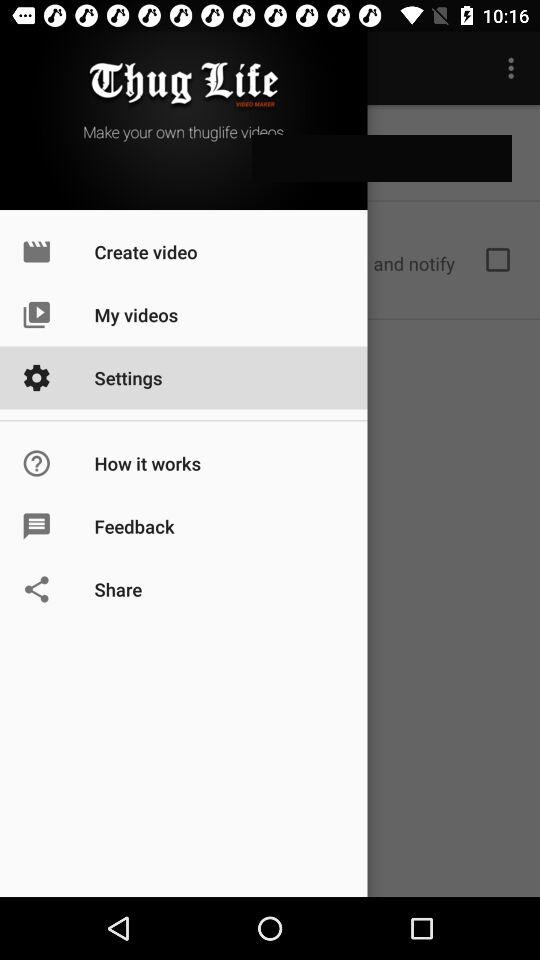 10:16
Thug Life
VIDEO MAKER
Make your own thuglife videos
Create video
and notify
My videos
Settings
How it works
Feedback
Share